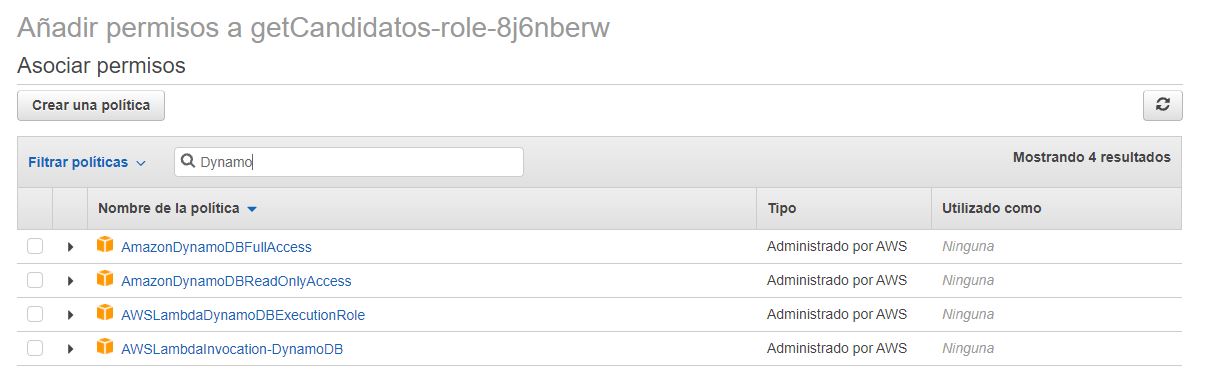 Añadir permisos a getCandidatos-role-8j6nberw
Asociar permisos
Crear una política
Filtrar políticas Dynamo Mostrando 4 resultados
Nombre de la política Tipo Utilizado como
AmazonDynamoDBFullAccess Administrado por AWS Ninguna
AmazonDynamoDBReadOnlyAccess Administrado por AWS Ninguna
AWSLambdaDynamoDBExecutionRole Administrado por AWS Ninguna
AWSLambdaInvocation-DynamoDB Administrado por AWS Ninguna